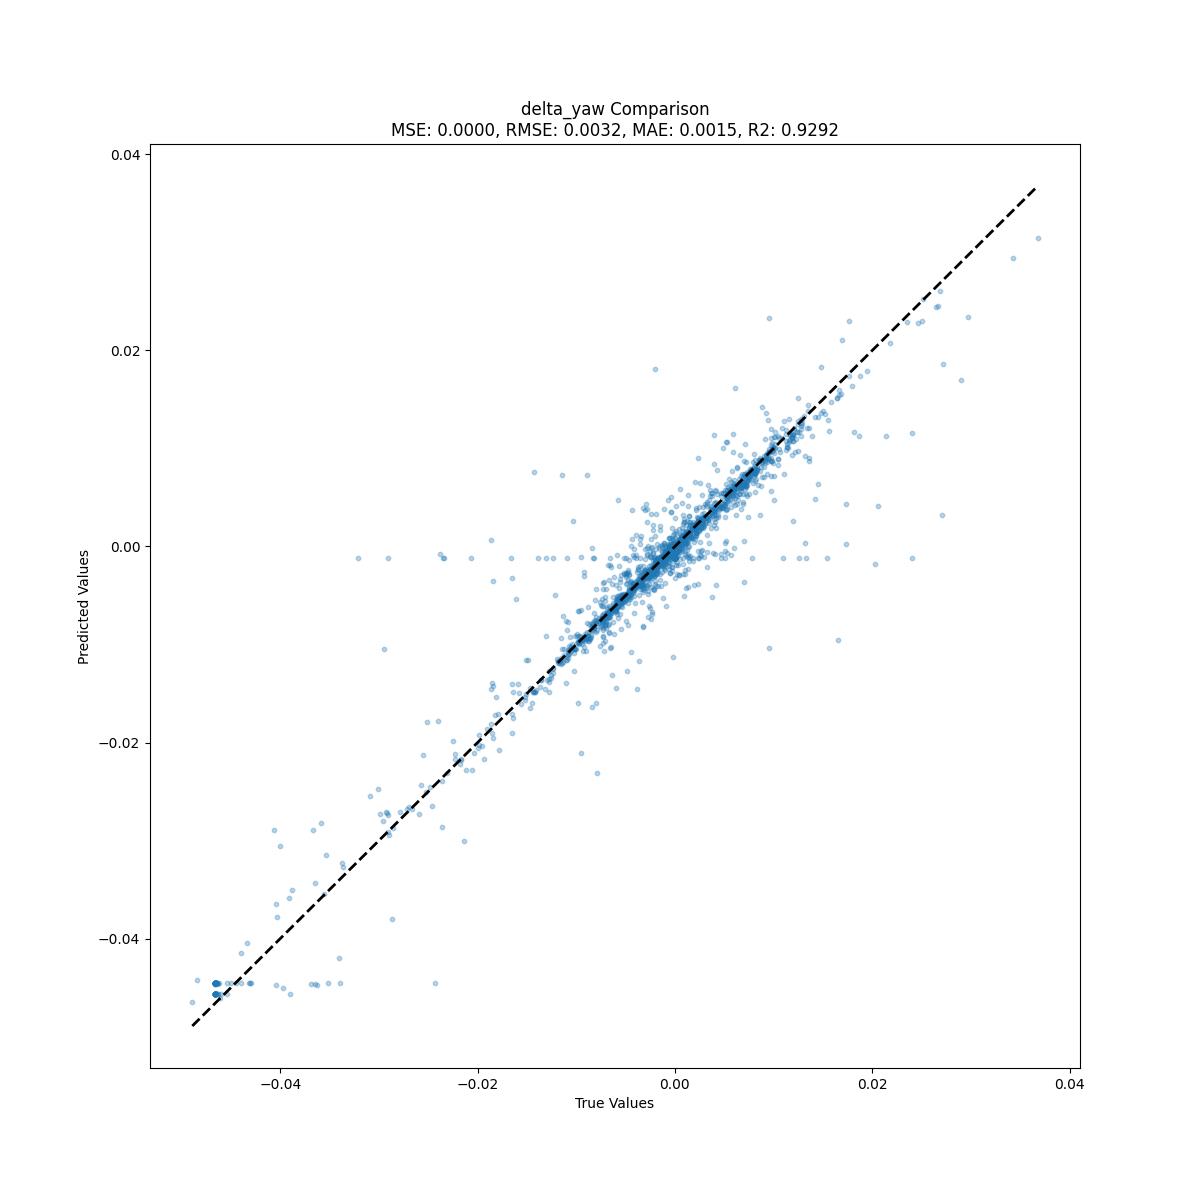 delta_yaw Comparison
MSE: 0.0000, RMSE: 0.0032, MAE: 0.0015, R2: 0.9292
0.04
0.02
0.00
−0.02
−0.04
Predicted Values
−0.04 −0.02 0.00 0.02 0.04
True Values